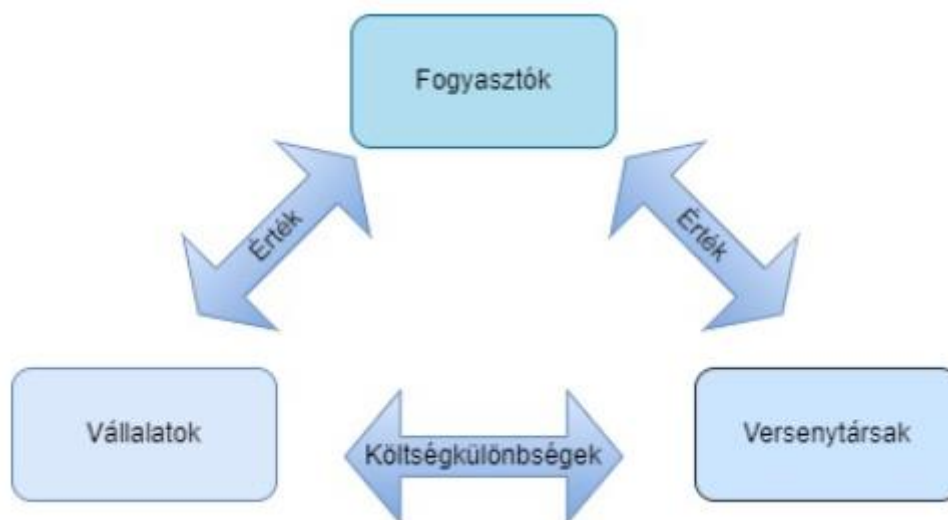 Fogyasztók
Érték
Érték
Vállalatok
Költségkülönbségek
Versenytársak